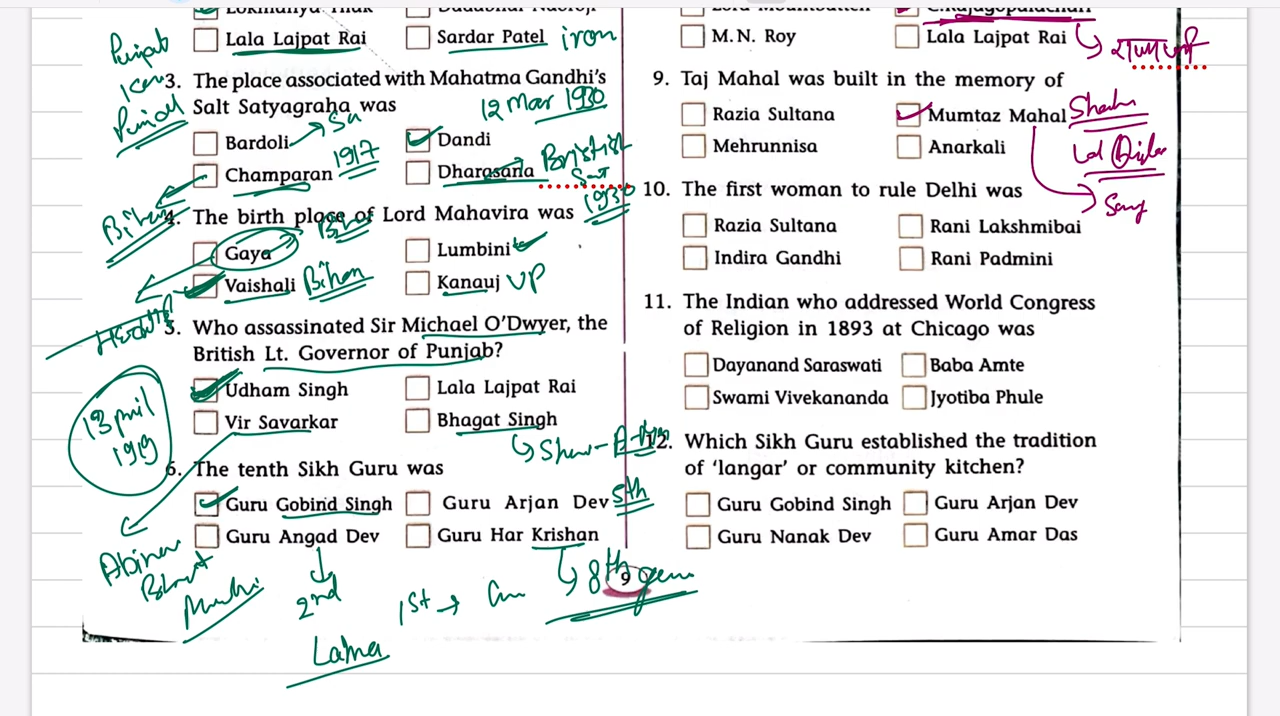 Lala Lajpat Rai
Sardar Patel iron
Punjab
3. The place associated with Mahatma Gandhi's
Salt Satyagraha was
12 Mar 1930
Bardoli
Dandi
Champaran 1917
Dharasana
1930
4. The birth place of Lord Mahavira was
Gaya
Lumbini
Vaishali Bihar
Kanauj UP
5. Who assassinated Sir Michael O'Dwyer, the
British Lt. Governor of Punjab?
Udham Singh
Lala Lajpat Rai
Vir Savarkar
Bhagat Singh
1919
6. The tenth Sikh Guru was
Guru Gobind Singh
Guru Arjan Dev 5th
Guru Angad Dev
Guru Har Krishan
2nd
1st
8th
9
M.N. Roy
Lala Lajpat Rai
9. Taj Mahal was built in the memory of
Razia Sultana
Mumtaz Mahal
Mehrunnisa
Anarkali
10. The first woman to rule Delhi was
Razia Sultana
Rani Lakshmibai
Indira Gandhi
Rani Padmini
11. The Indian who addressed World Congress
of Religion in 1893 at Chicago was
Dayanand Saraswati
Baba Amte
Swami Vivekananda
Jyotiba Phule
12. Which Sikh Guru established the tradition
of 'langar' or community kitchen?
Guru Gobind Singh
Guru Arjan Dev
Guru Nanak Dev
Guru Amar Das